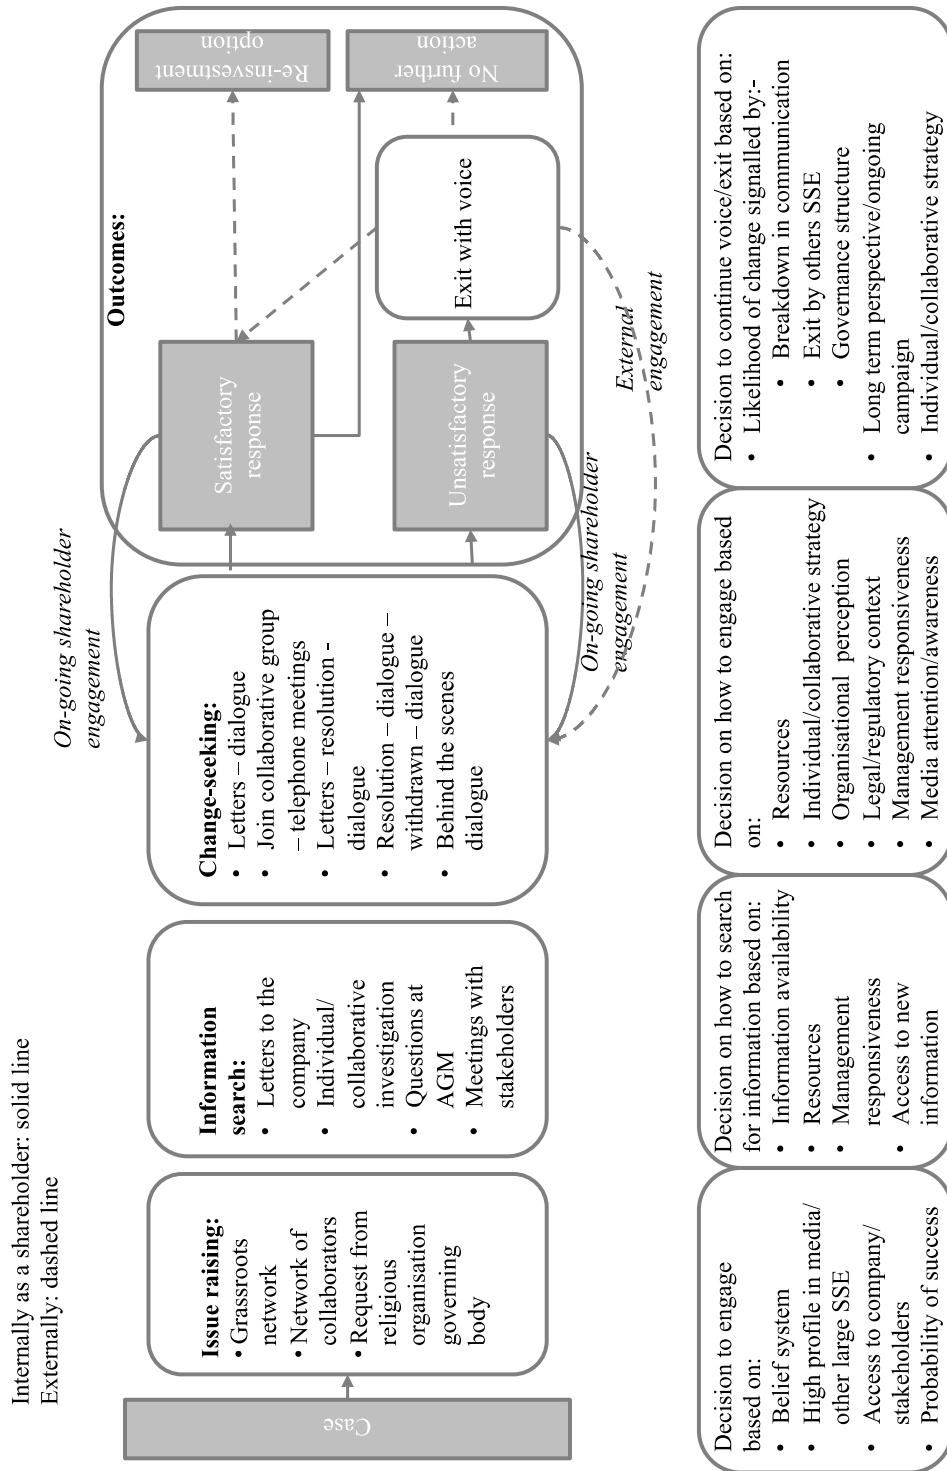 Internally as a shareholder: solid line
Externally: dashed line
Case
Issue raising:
• Grassroots
network
• Network of
collaborators
• Request from
religious
organisation
governing
body
Information
search:
• Letters to the
company
• Individual/
collaborative
investigation
• Questions at
AGM
• Meetings with
stakeholders
On-going shareholder
engagement
Change-seeking:
• Letters – dialogue
• Join collaborative group
– telephone meetings
• Letters – resolution -
dialogue
• Resolution – dialogue –
withdrawn – dialogue
• Behind the scenes
dialogue
On-going shareholder
engagement
Outcomes:
Satisfactory
response
Unsatisfactory
response
Exit with voice
External
engagement
Re-insvestment
option
No further
action
Decision to engage
based on:
• Belief system
• High profile in media/
other large SSE
• Access to company/
stakeholders
• Probability of success
Decision on how to search
for information based on:
• Information availability
• Resources
• Management
responsiveness
• Access to new
information
Decision on how to engage based
on:
• Resources
• Individual/collaborative strategy
• Organisational perception
• Legal/regulatory context
• Management responsiveness
• Media attention/awareness
Decision to continue voice/exit based on:
• Likelihood of change signalled by:-
• Breakdown in communication
• Exit by others SSE
• Governance structure
• Long term perspective/ongoing
campaign
• Individual/collaborative strategy